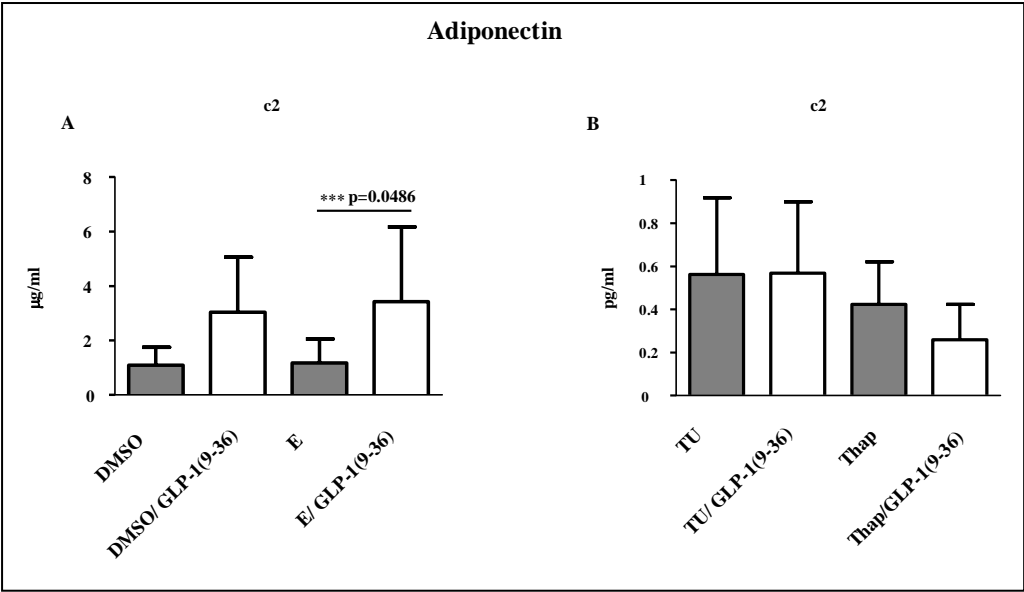 Adiponectin
c2
A
8
6
4
2
0
µg/ml
*** p=0.0486
DMSO
DMSO/ GLP-1(9-36)
E
E/ GLP-1(9-36)
c2
B
1
0.8
0.6
0.4
0.2
0
pg/ml
TU
TU/ GLP-1(9-36)
Thap
Thap/GLP-1(9-36)